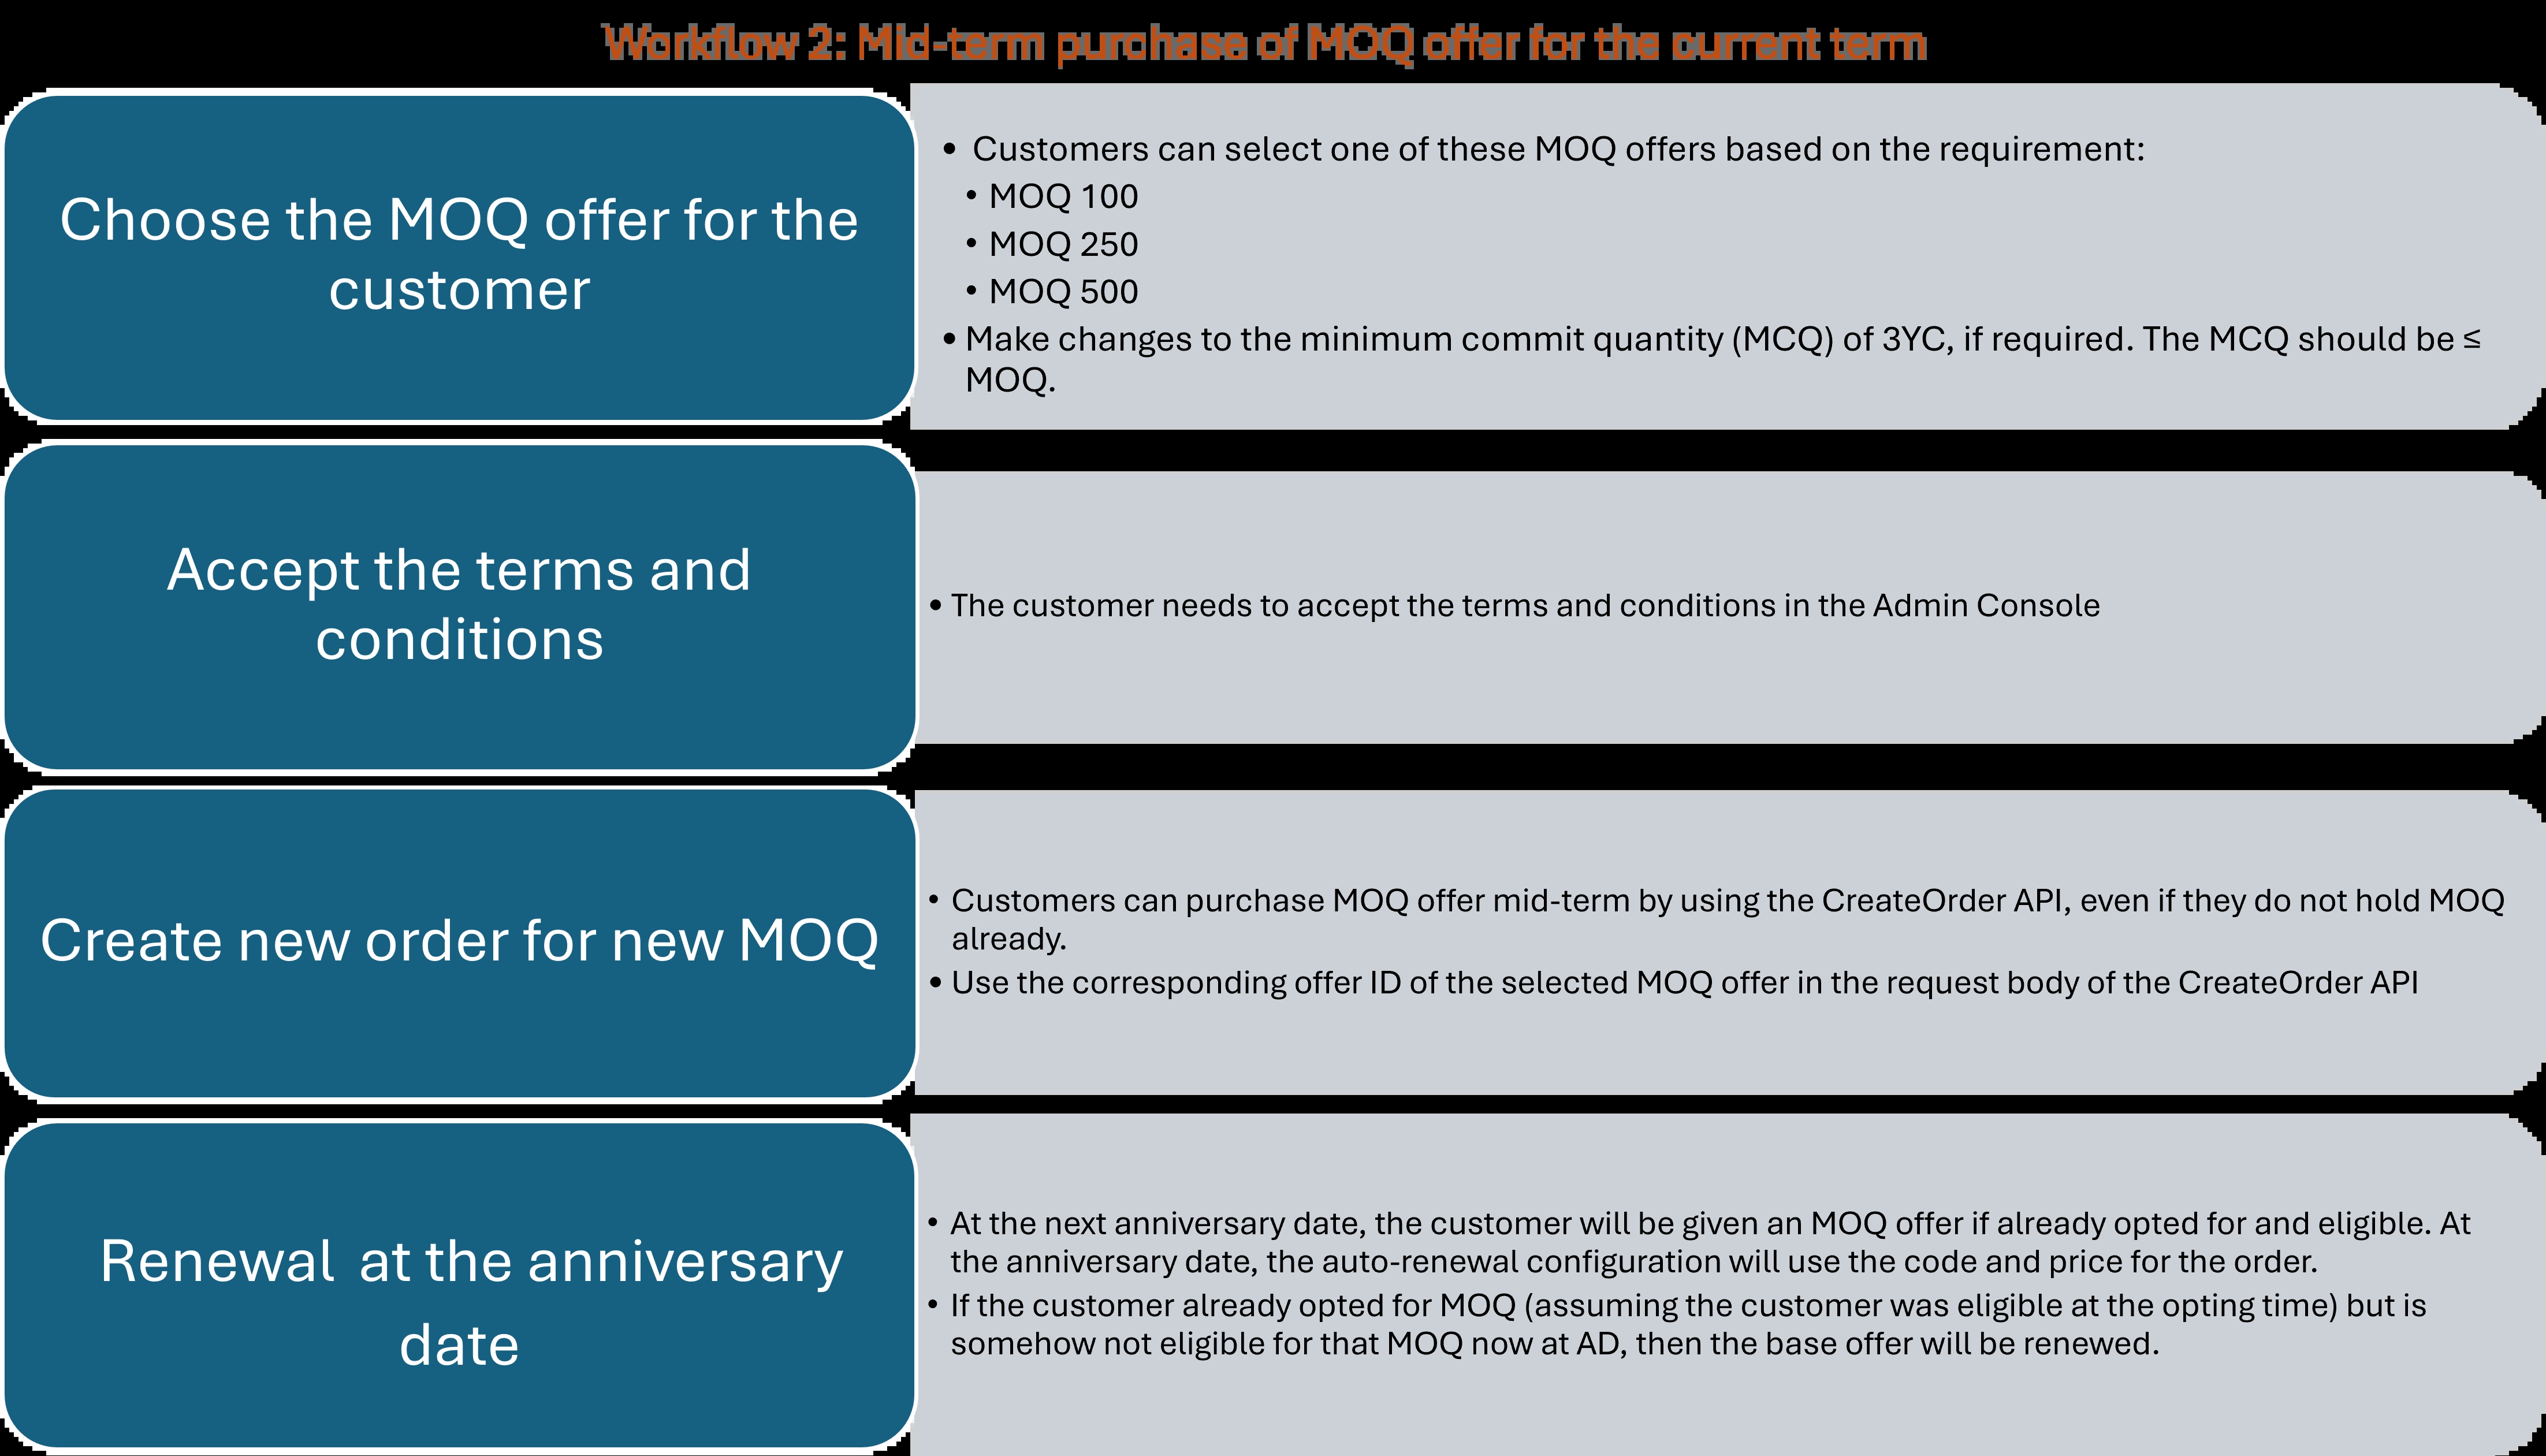 Workflow 2: Mid-term purchase of MOQ offer for the current term
Choose the MOQ offer for the
customer
• Customers can select one of these MOQ offers based on the requirement:
• MOQ 100
• MOQ 250
• MOQ 500
• Make changes to the minimum commit quantity (MCQ) of 3YC, if required. The MCQ should be ≤
MOQ.
Accept the terms and
conditions
• The customer needs to accept the terms and conditions in the Admin Console
Create new order for new MOQ
• Customers can purchase MOQ offer mid-term by using the CreateOrder API, even if they do not hold MOQ
already.
• Use the corresponding offer ID of the selected MOQ offer in the request body of the CreateOrder API
Renewal  at the anniversary
date
• At the next anniversary date, the customer will be given an MOQ offer if already opted for and eligible. At
the anniversary date, the auto-renewal configuration will use the code and price for the order.
• If the customer already opted for MOQ (assuming the customer was eligible at the opting time) but is
somehow not eligible for that MOQ now at AD, then the base offer will be renewed.